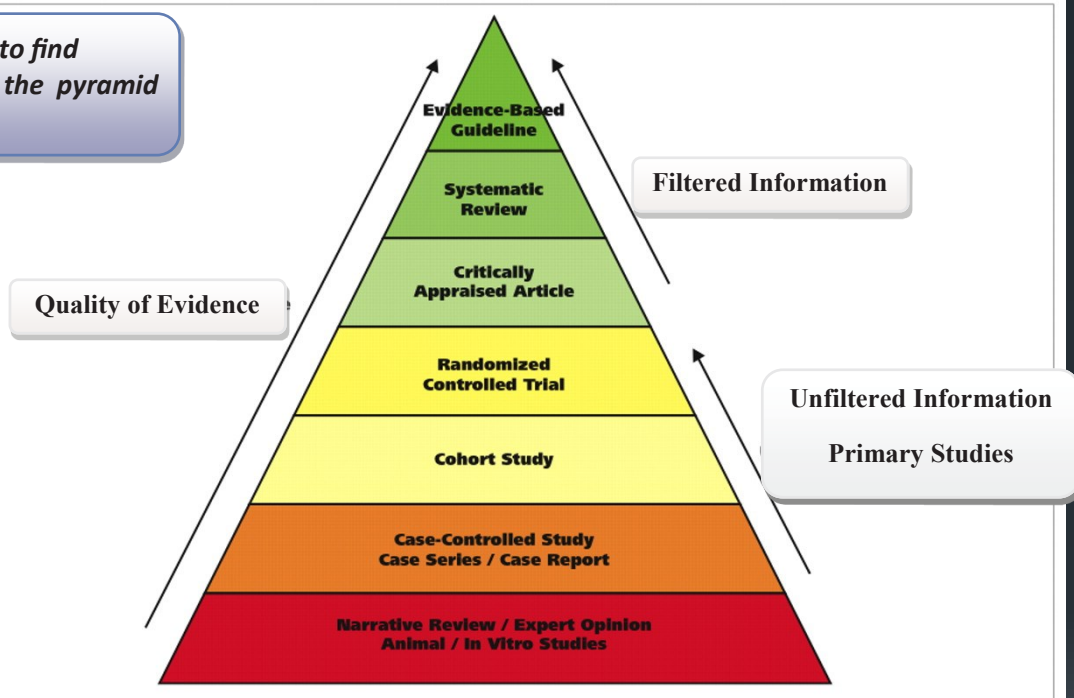 to find
the pyramid
Evidence-Based
Guideline
Systematic
Review
Filtered Information
Critically
Appraised Article
Quality of Evidence
Randomized
Controlled Trial
Unfiltered Information
Primary Studies
Cohort Study
Case-Controlled Study
Case Series / Case Report
Narrative Review / Expert Opinion
Animal / In Vitro Studies